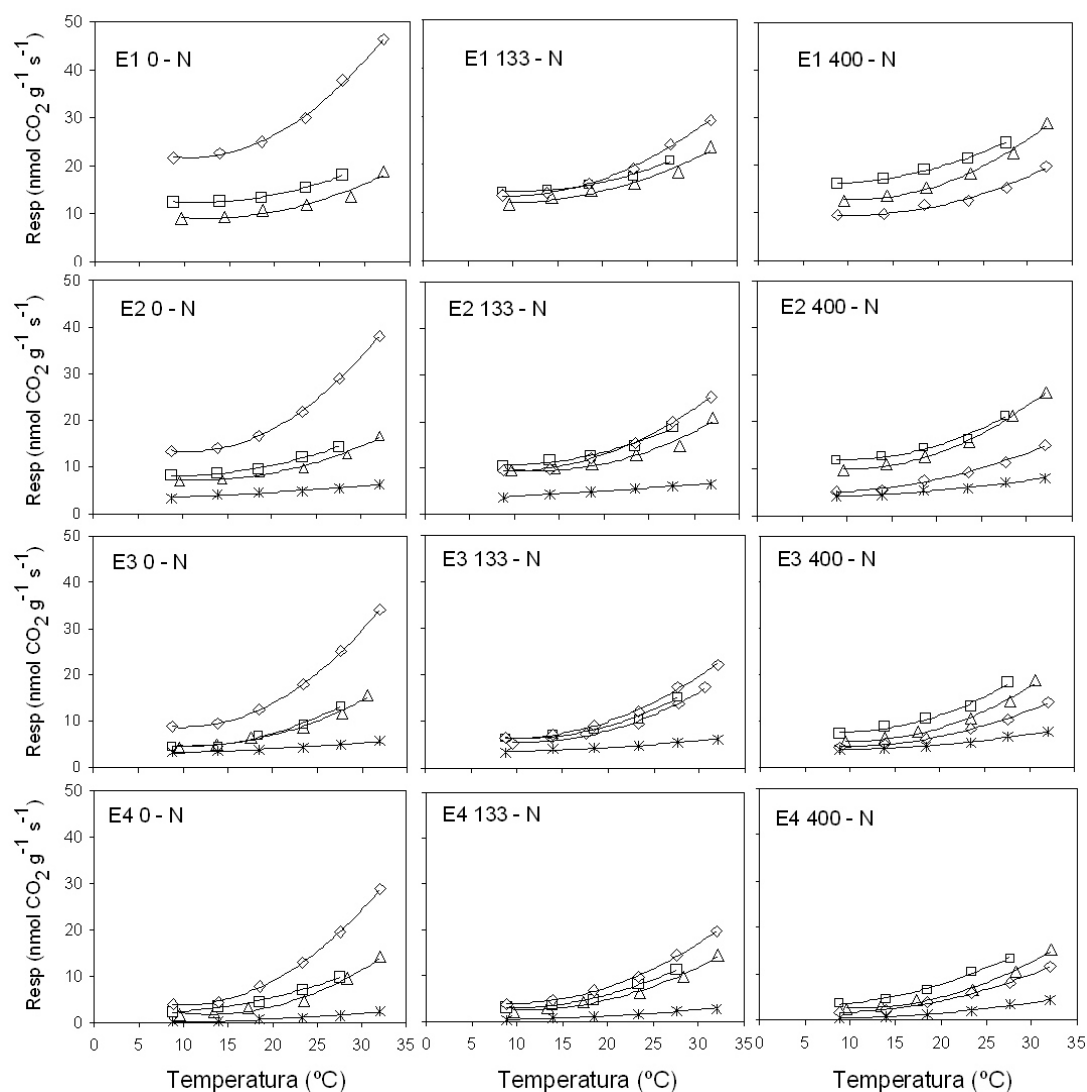 Resp (nmol CO2 g-1 s-1)
50
40
30
20
10
0
E1 0 - N
E1 133 - N
E1 400 - N
Resp (nmol CO2 g-1 s-1)
50
40
30
20
10
0
E2 0 - N
E2 133 - N
E2 400 - N
Resp (nmol CO2 g-1 s-1)
50
40
30
20
10
0
E3 0 - N
E3 133 - N
E3 400 - N
Resp (nmol CO2 g-1 s-1)
50
40
30
20
10
0
E4 0 - N
E4 133 - N
E4 400 - N
0 5 10 15 20 25 30 35
0 5 10 15 20 25 30 35
0 5 10 15 20 25 30 35
Temperatura (ºC)
Temperatura (ºC)
Temperatura (ºC)